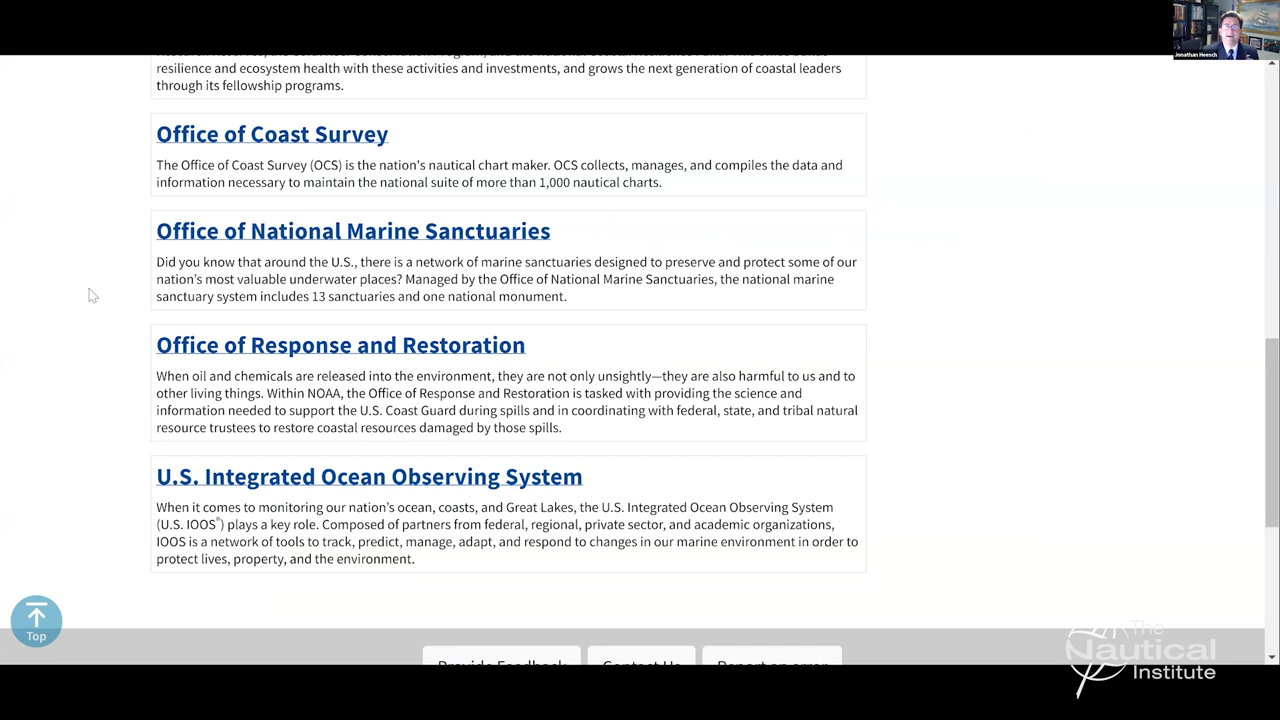 Jonathan Heesch
resilience and ecosystem health with these activities and investments, and grows the next generation of coastal leaders
through its fellowship programs.
Office of Coast Survey
The Office of Coast Survey (OCS) is the nation's nautical chart maker. OCS collects, manages, and compiles the data and
information necessary to maintain the national suite of more than 1,000 nautical charts.
Office of National Marine Sanctuaries
Did you know that around the U.S., there is a network of marine sanctuaries designed to preserve and protect some of our
nation’s most valuable underwater places? Managed by the Office of National Marine Sanctuaries, the national marine
sanctuary system includes 13 sanctuaries and one national monument.
Office of Response and Restoration
When oil and chemicals are released into the environment, they are not only unsightly—they are also harmful to us and to
other living things. Within NOAA, the Office of Response and Restoration is tasked with providing the science and
information needed to support the U.S. Coast Guard during spills and in coordinating with federal, state, and tribal natural
resource trustees to restore coastal resources damaged by those spills.
U.S. Integrated Ocean Observing System
When it comes to monitoring our nation’s ocean, coasts, and Great Lakes, the U.S. Integrated Ocean Observing System
(U.S. IOOS®) plays a key role. Composed of partners from federal, regional, private sector, and academic organizations,
IOOS is a network of tools to track, predict, manage, adapt, and respond to changes in our marine environment in order to
protect lives, property, and the environment.
Top
Provide Feedback
Contact Us
Report an error
The
Nautical
Institute